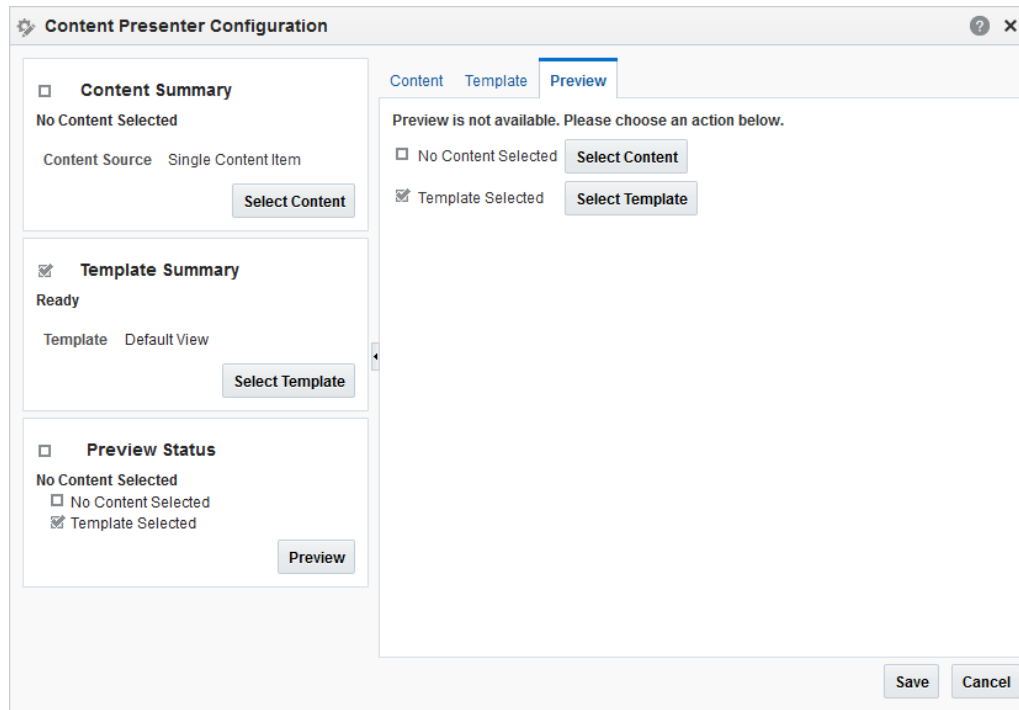 Content Presenter Configuration
Content Summary
No Content Selected
Content Source Single Content Item
Select Content
Template Summary
Ready
Template Default View
Select Template
Preview Status
No Content Selected
No Content Selected
Template Selected
Preview
Content Template Preview
Preview is not available. Please choose an action below.
No Content Selected Select Content
Template Selected Select Template
Save Cancel